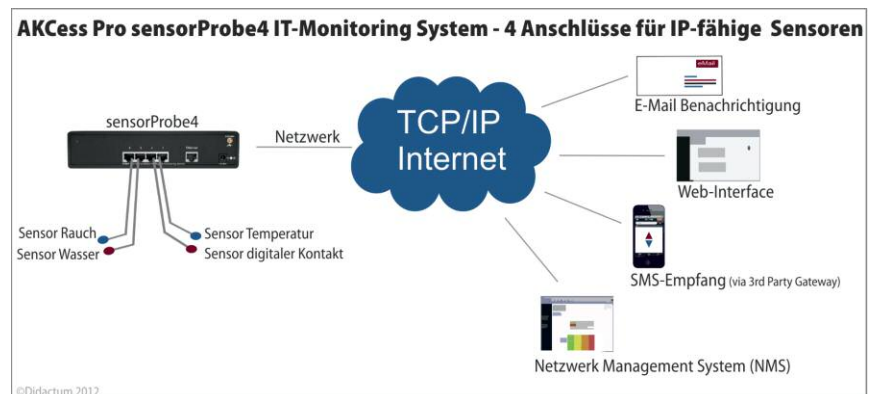 AKCess Pro sensorProbe4 IT-Monitoring System - 4 Anschlüsse für IP-fähige Sensoren
sensorProbe4
Netzwerk
TCP/IP
Internet
E-Mail Benachrichtigung
Web-Interface
Sensor Rauch
Sensor Wasser
Sensor Temperatur
Sensor digitaler Kontakt
SMS-Empfang (via 3rd Party Gateway)
Netzwerk Management System (NMS)
©Didactum 2012